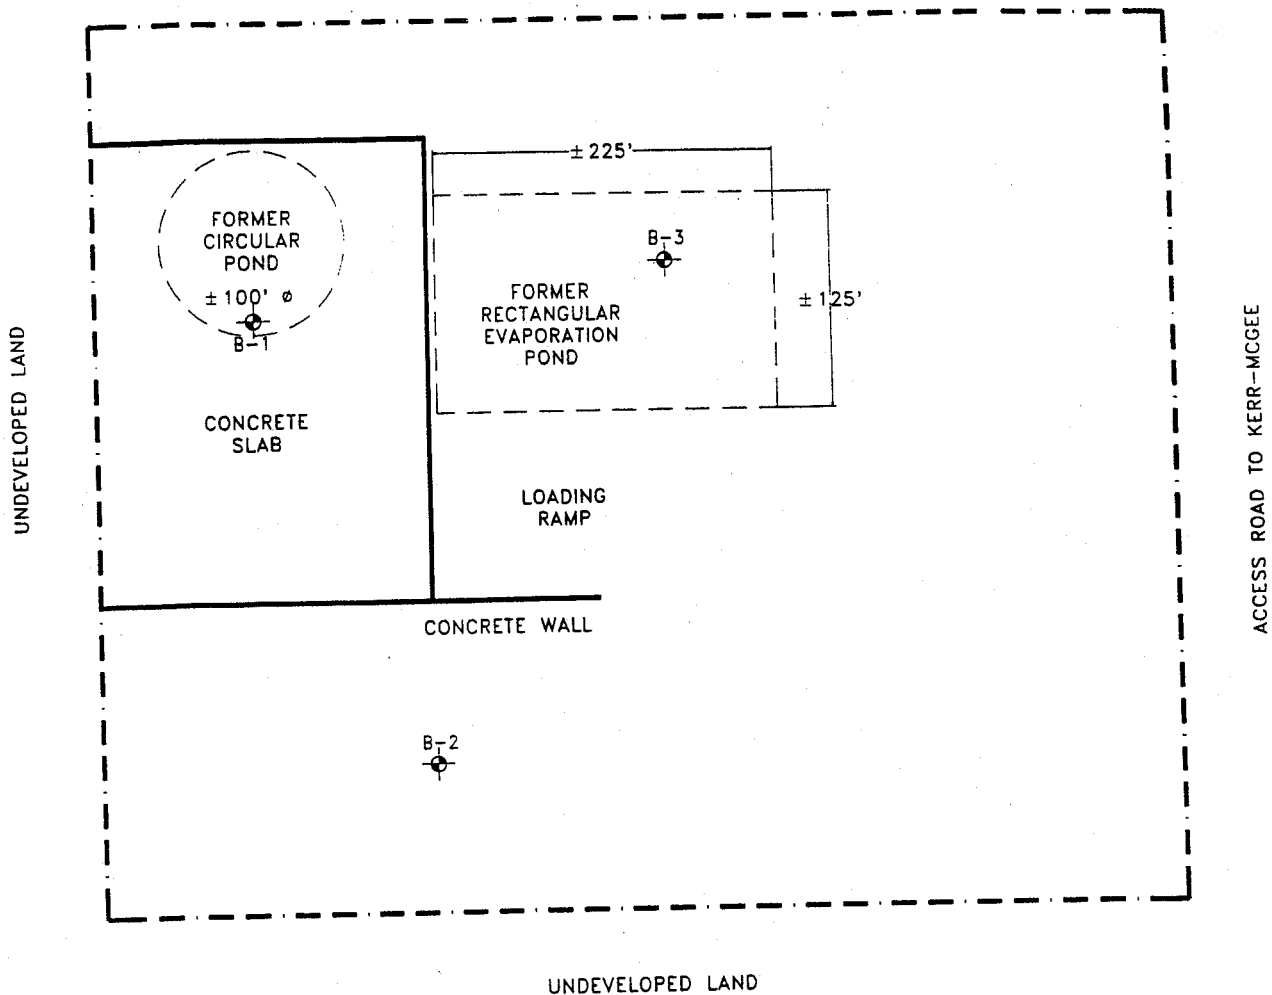 ±225'
FORMER
CIRCULAR
POND
±100' ø
B-1
B-3
FORMER
RECTANGULAR
EVAPORATION
POND
±125'
CONCRETE
SLAB
LOADING
RAMP
CONCRETE WALL
B-2
UNDEVELOPED LAND
ACCESS ROAD TO KERR-MCGEE
UNDEVELOPED LAND